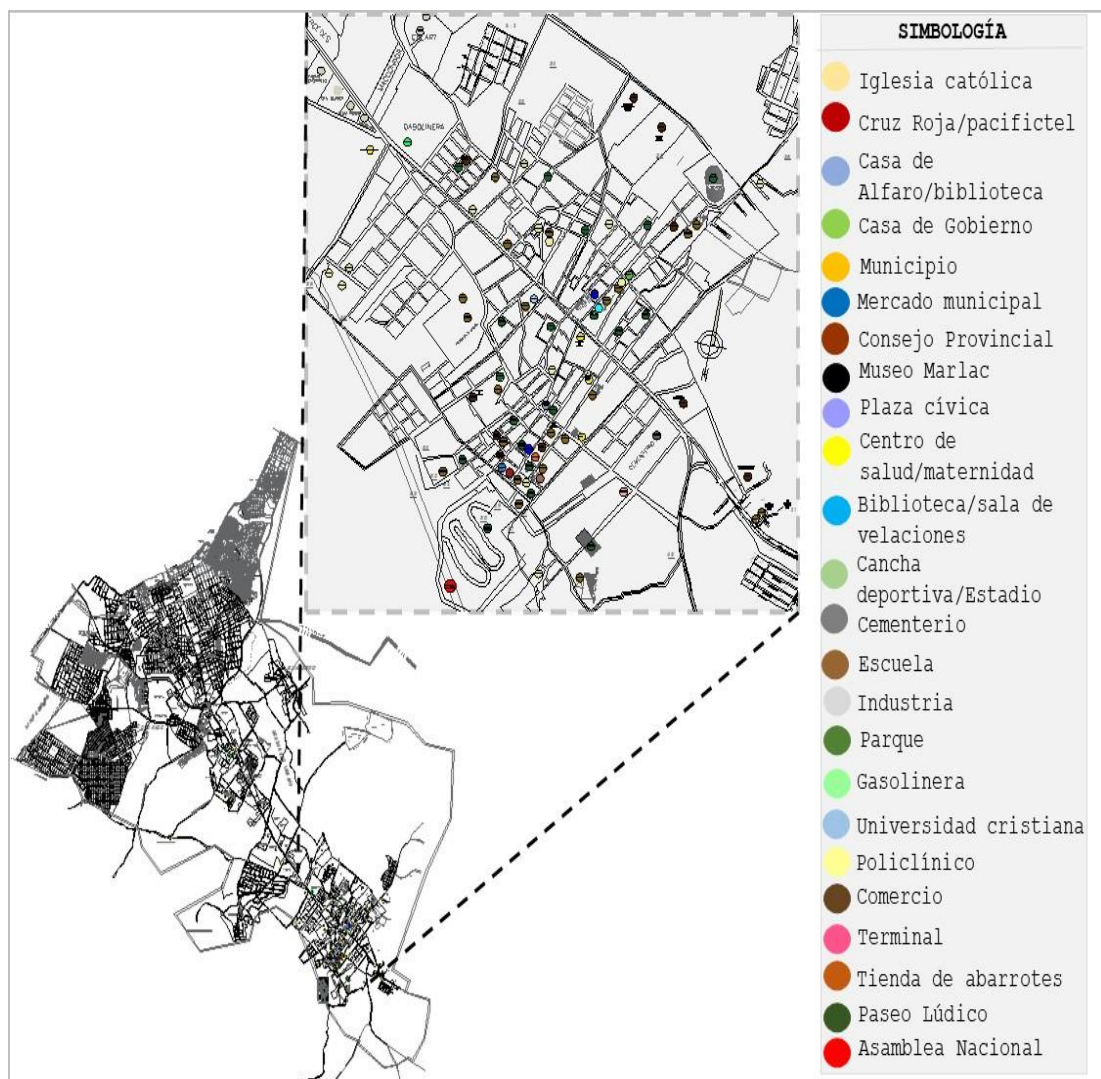 SIMBOLOGÍA
Iglesia católica
Cruz Roja/pacifictel
Casa de
Alfaro/biblioteca
Casa de Gobierno
Municipio
Mercado municipal
Consejo Provincial
Museo Marlac
Plaza cívica
Centro de
salud/maternidad
Biblioteca/sala de
velaciones
Cancha
deportiva/Estadio
Cementerio
Escuela
Industria
Parque
Gasolinera
Universidad cristiana
Policlínico
Comercio
Terminal
Tienda de abarrotes
Paseo Lúdico
Asamblea Nacional
GASOLINERA